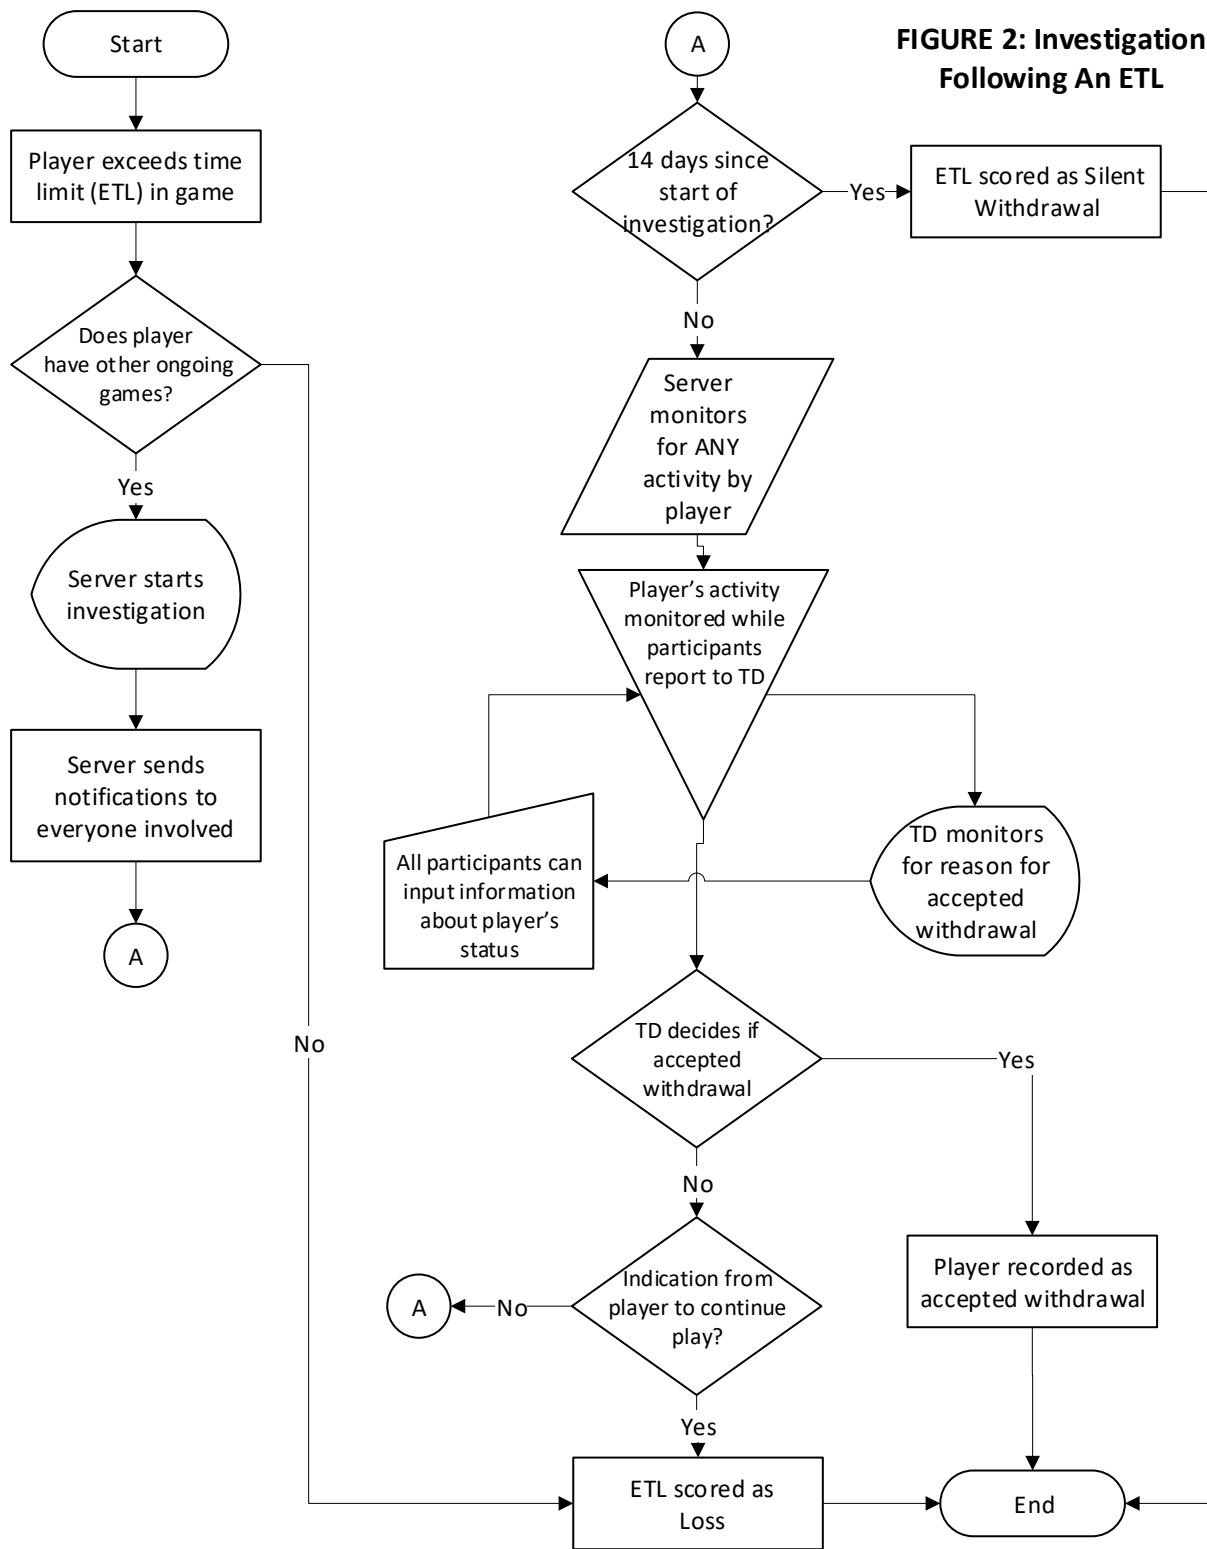 FIGURE 2: Investigation
Following An ETL
Start
Player exceeds time
limit (ETL) in game
Does player
have other ongoing
games?
Yes
Server starts
investigation
Server sends
notifications to
everyone involved
A
No
A
14 days since
start of
investigation?
Yes
ETL scored as Silent
Withdrawal
No
Server
monitors
for ANY
activity by
player
Player’s activity
monitored while
participants
report to TD
TD monitors
for reason for
accepted
withdrawal
All participants can
input information
about player’s
status
TD decides if
accepted
withdrawal
Yes
No
Player recorded as
accepted withdrawal
Indication from
player to continue
play?
No
A
Yes
ETL scored as
Loss
End